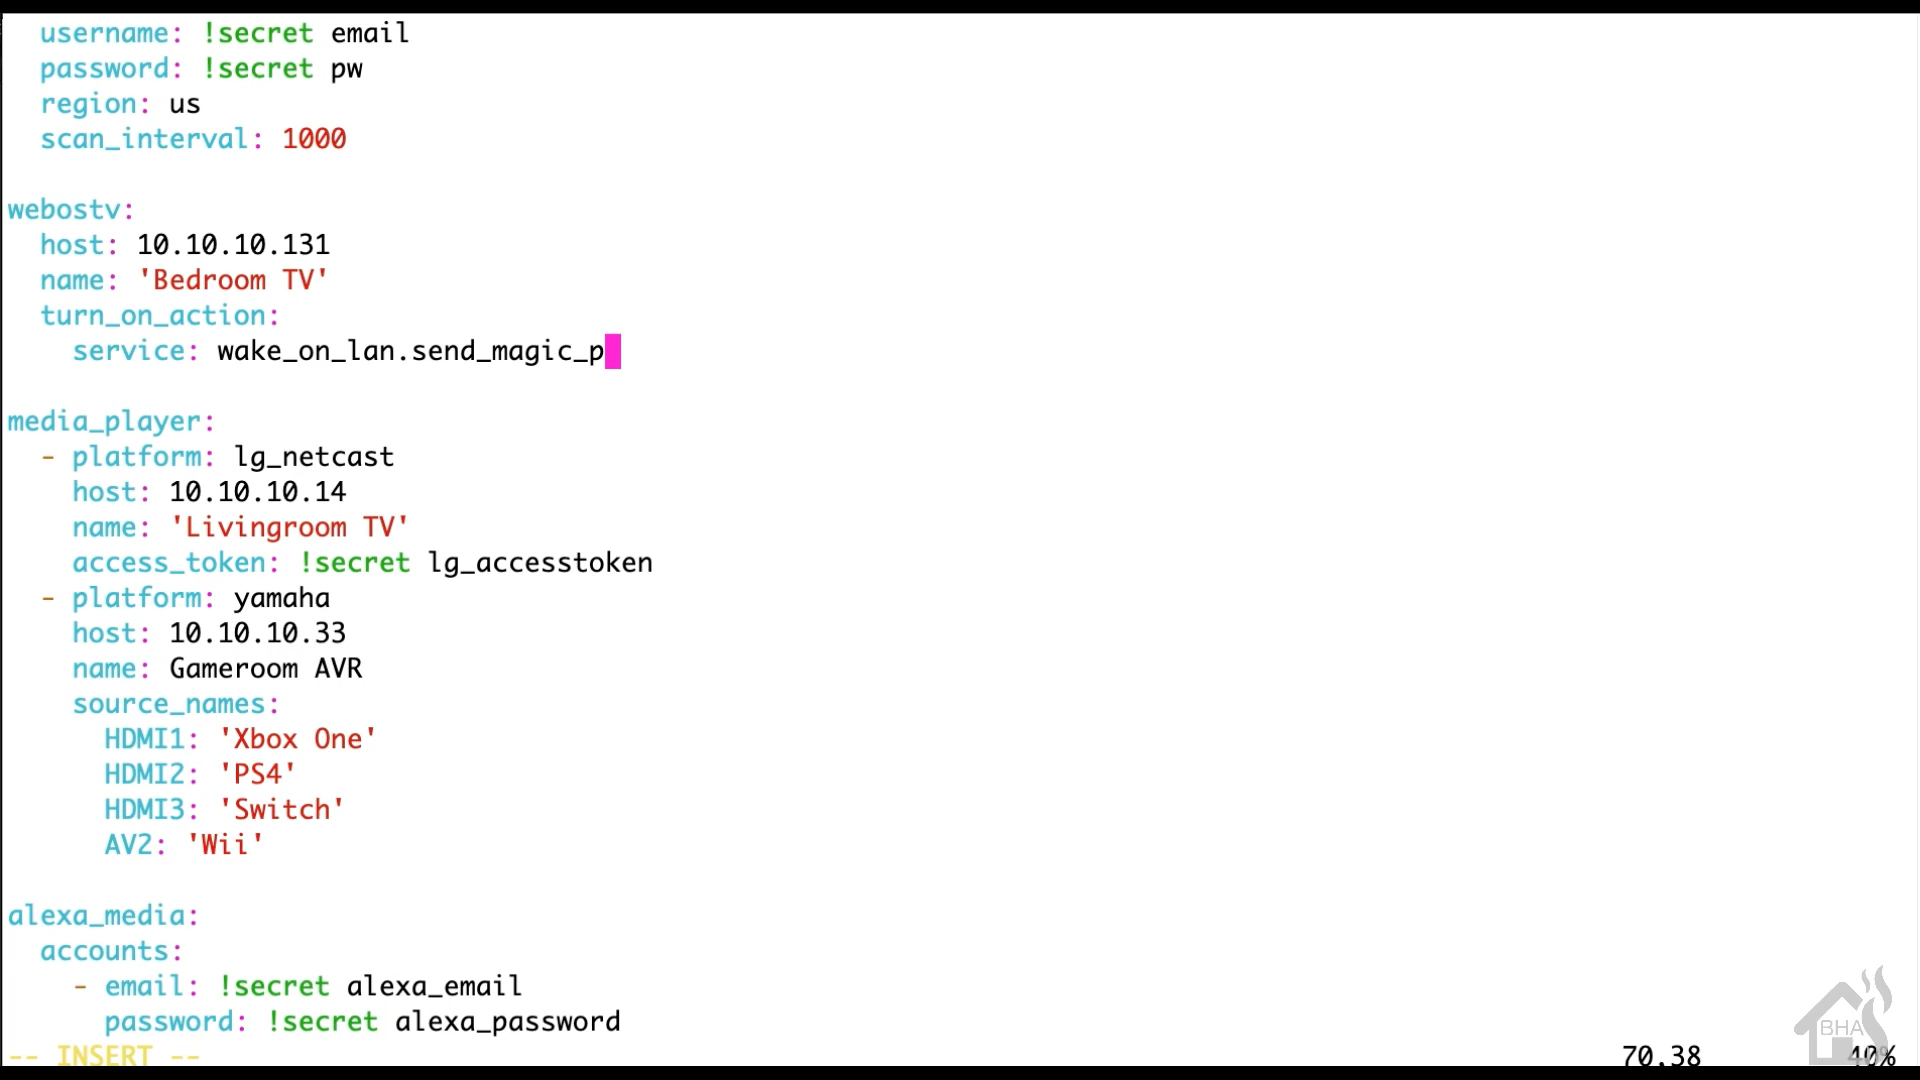 username: !secret email
password: !secret pw
region: us
scan_interval: 1000
webostv:
host: 10.10.10.131
name: 'Bedroom TV'
turn_on_action:
service: wake_on_lan.send_magic_p
media_player:
- platform: lg_netcast
host: 10.10.10.14
name: 'Livingroom TV'
access_token: !secret lg_accesstoken
- platform: yamaha
host: 10.10.10.33
name: Gameroom AVR
source_names:
HDMI1: 'Xbox One'
HDMI2: 'PS4'
HDMI3: 'Switch'
AV2: 'Wii'
alexa_media:
accounts:
- email: !secret alexa_email
password: !secret alexa_password
BHA
-- INSERT -- 70,38 40%